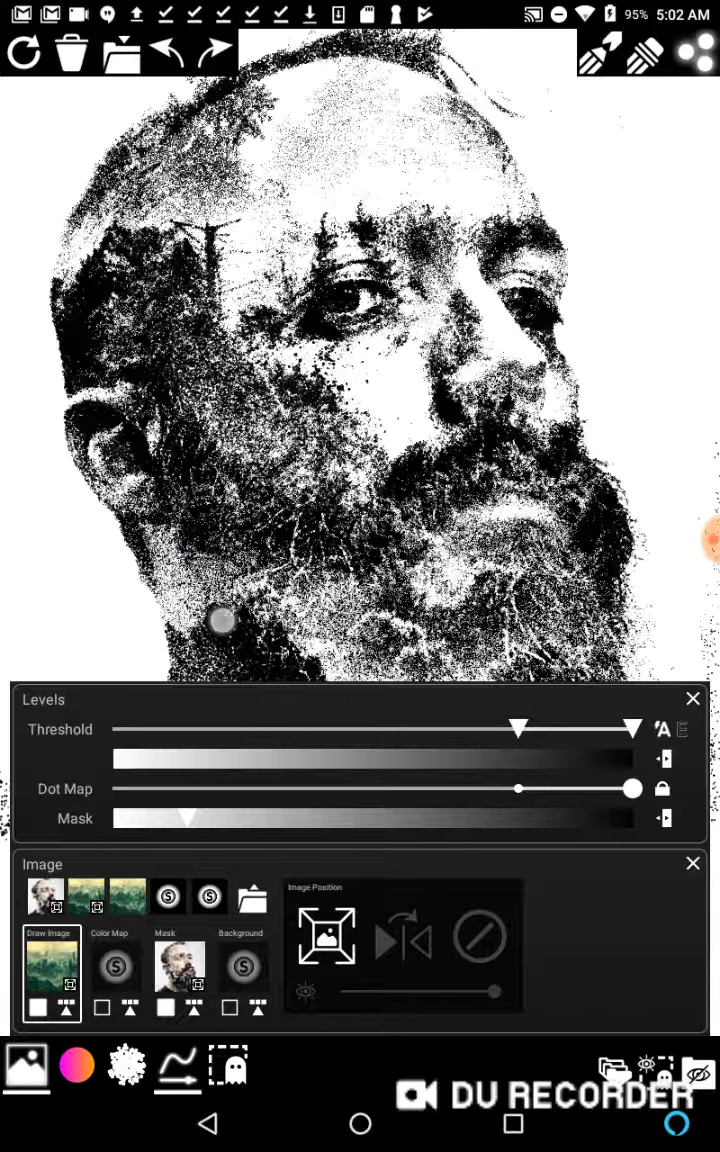 95% 5:02 AM
Levels
Threshold
A E
Dot Map
Mask
Image
Image Position
Draw Image Color Map Mask Background
S S
S S
DU RECORDER